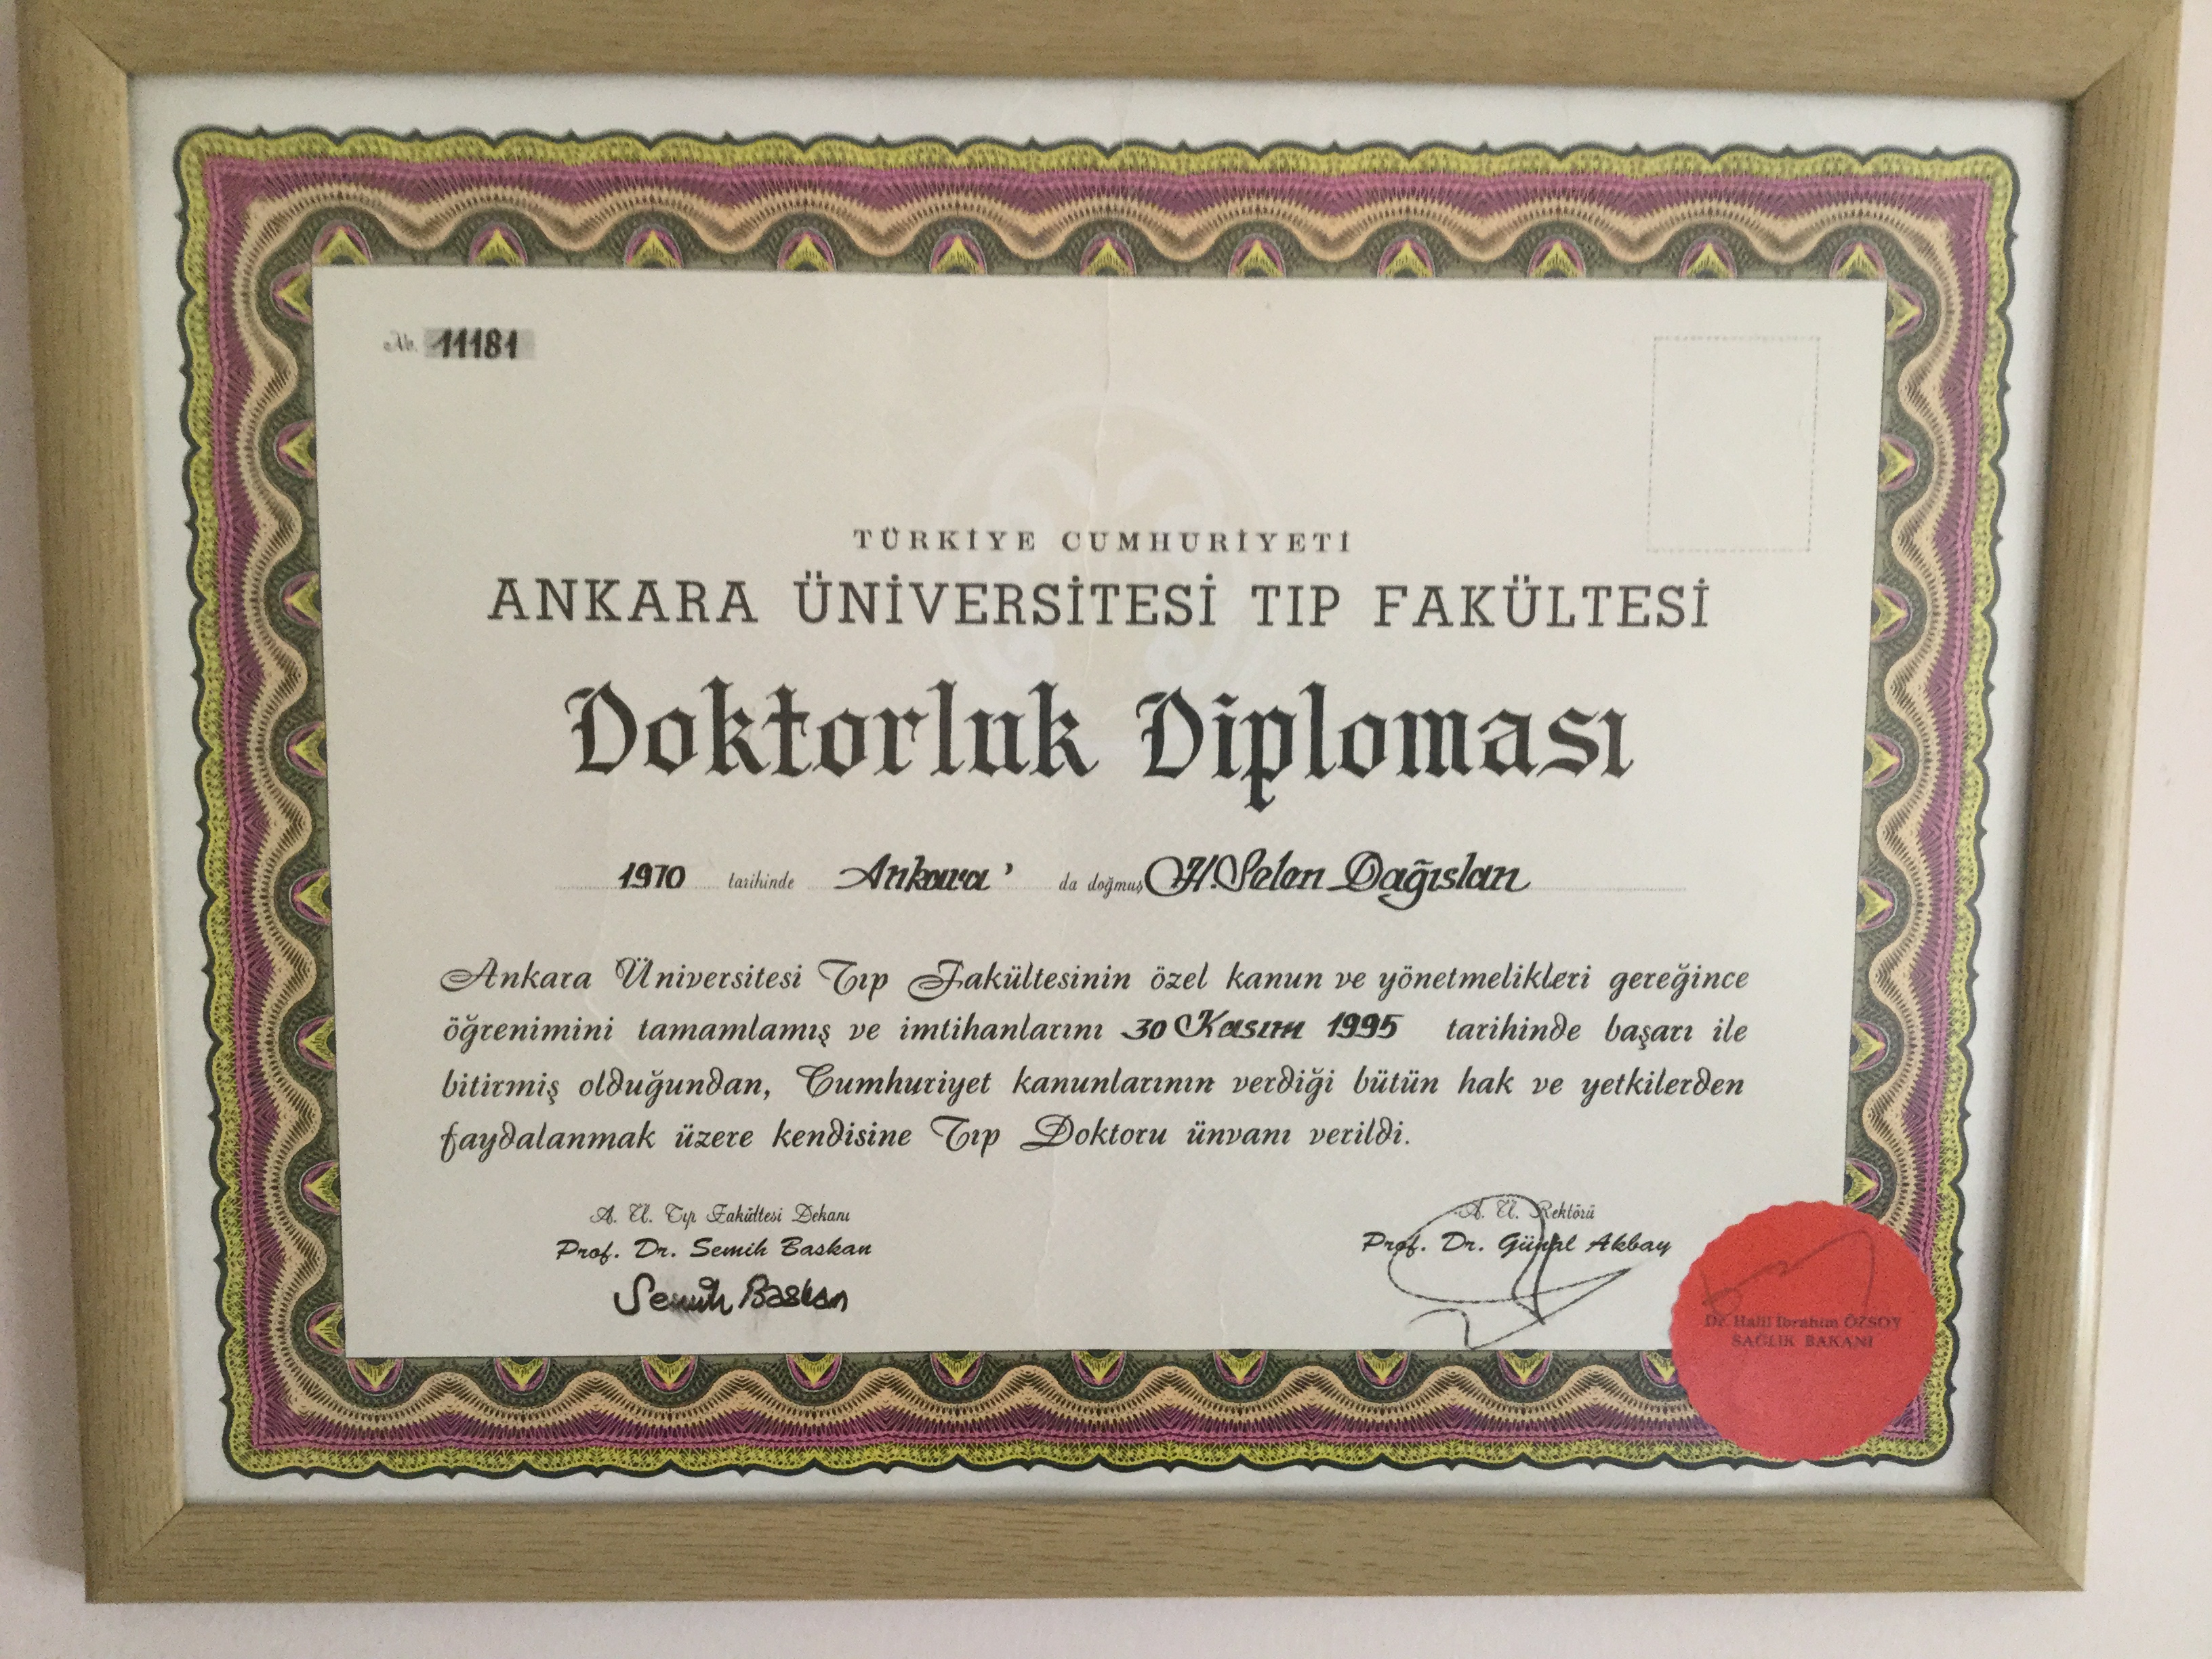 No. 11181
TÜRKİYE CUMHURİYETİ
ANKARA ÜNİVERSİTESİ TIP FAKÜLTESİ
Doktorluk Diploması
1970 tarihinde Ankara' da doğmuş H. Selen Dağıslan
Ankara Üniversitesi Tıp Fakültesinin özel kanun ve yönetmelikleri gereğince
öğrenimini tamamlamış ve imtihanlarını 30 Kasım 1995 tarihinde başarı ile
bitirmiş olduğundan, Cumhuriyet kanunlarının verdiği bütün hak ve yetkilerden
faydalanmak üzere kendisine Tıp Doktoru ünvanı verildi.
A. Ü. Tıp Fakültesi Dekanı
Prof. Dr. Semih Baskan
Semih Baskan
A. Ü. Rektörü
Prof. Dr. Günal Akbay
Dr. Halil İbrahim ÖZSOY
SAĞLIK BAKANI